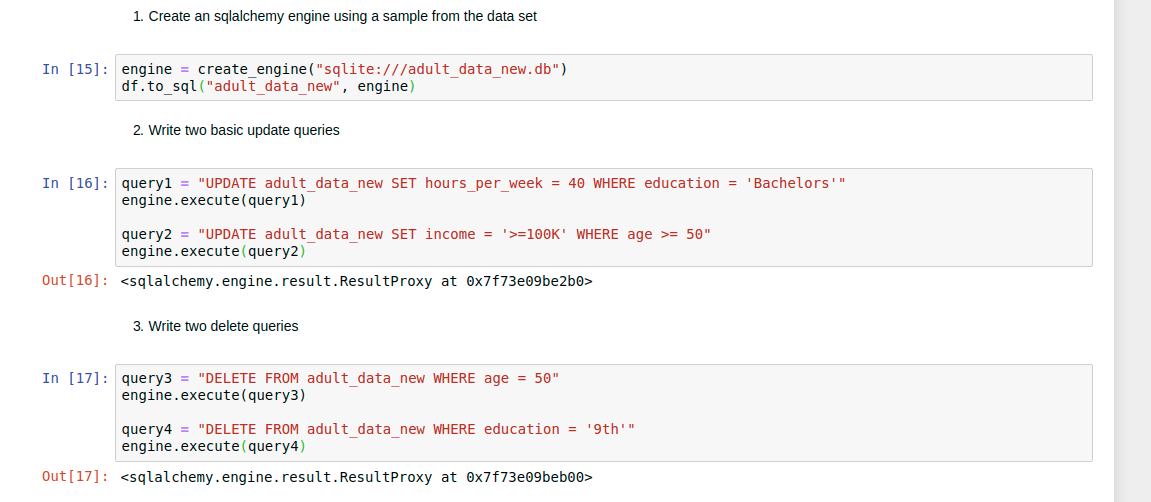 1. Create an sqlalchemy engine using a sample from the data set
In [15]: engine = create_engine("sqlite:///adult_data_new.db")
df.to_sql("adult_data_new", engine)
2. Write two basic update queries
In [16]: query1 = "UPDATE adult_data_new SET hours_per_week = 40 WHERE education = 'Bachelors'"
engine.execute(query1)
query2 = "UPDATE adult_data_new SET income = '>=100K' WHERE age >= 50"
engine.execute(query2)
Out[16]: <sqlalchemy.engine.result.ResultProxy at 0x7f73e09be2b0>
3. Write two delete queries
In [17]: query3 = "DELETE FROM adult_data_new WHERE age = 50"
engine.execute(query3)
query4 = "DELETE FROM adult_data_new WHERE education = '9th'"
engine.execute(query4)
Out[17]: <sqlalchemy.engine.result.ResultProxy at 0x7f73e09beb00>